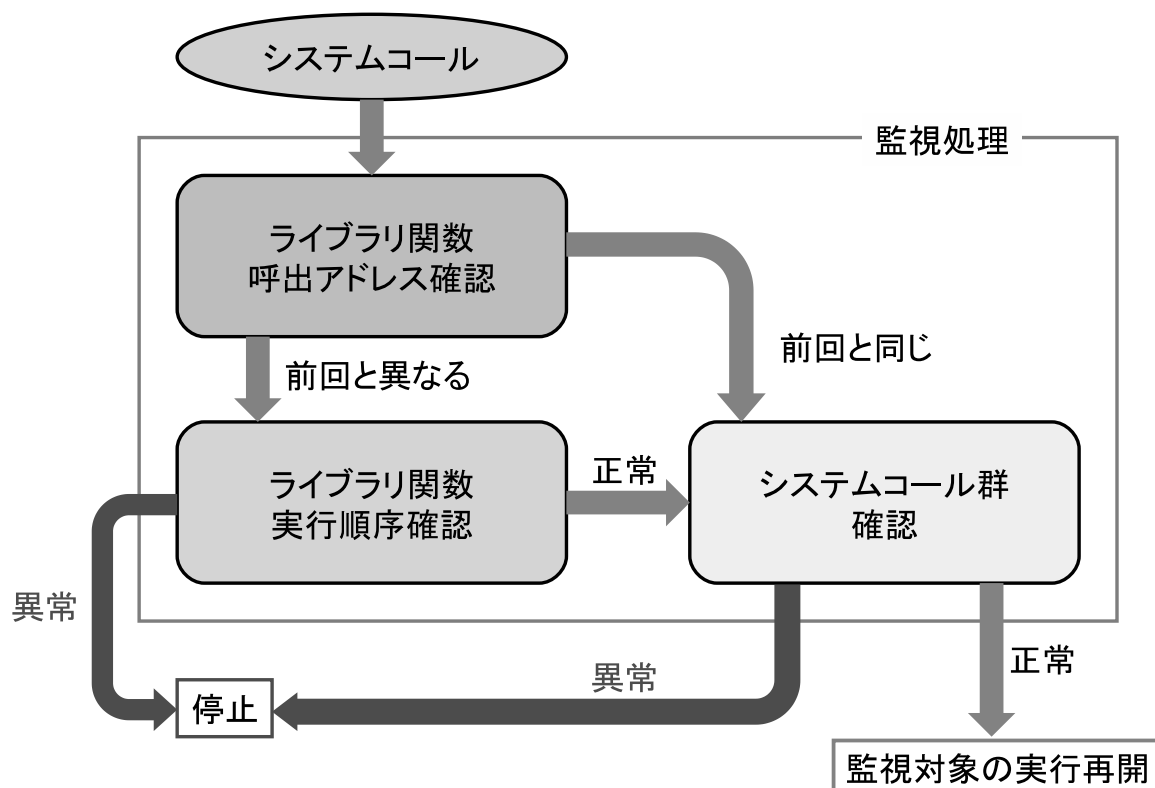 システムコール
監視処理
ライブラリ関数
呼出アドレス確認
前回と同じ
前回と異なる
ライブラリ関数
実行順序確認
正常
システムコール群
確認
異常
正常
異常
停止
監視対象の実行再開